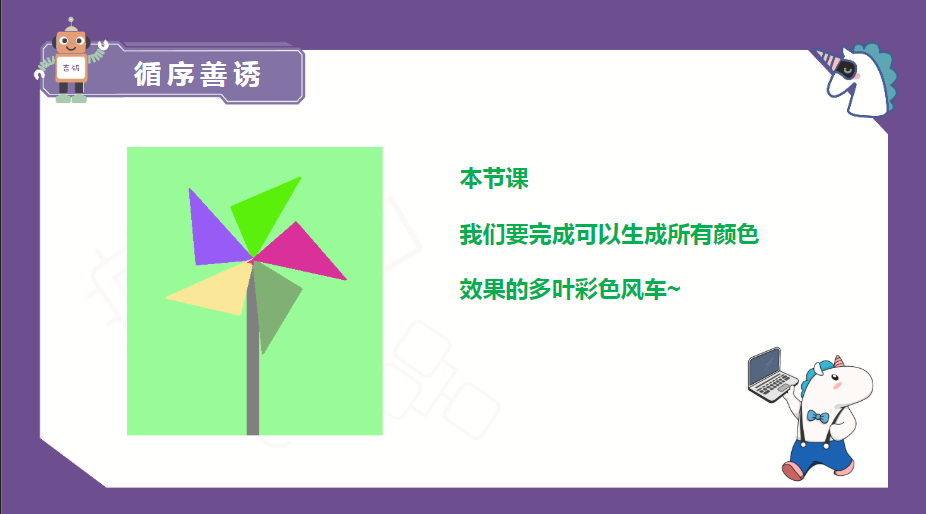 循序善诱
本节课
我们要完成可以生成所有颜色
效果的多叶彩色风车~